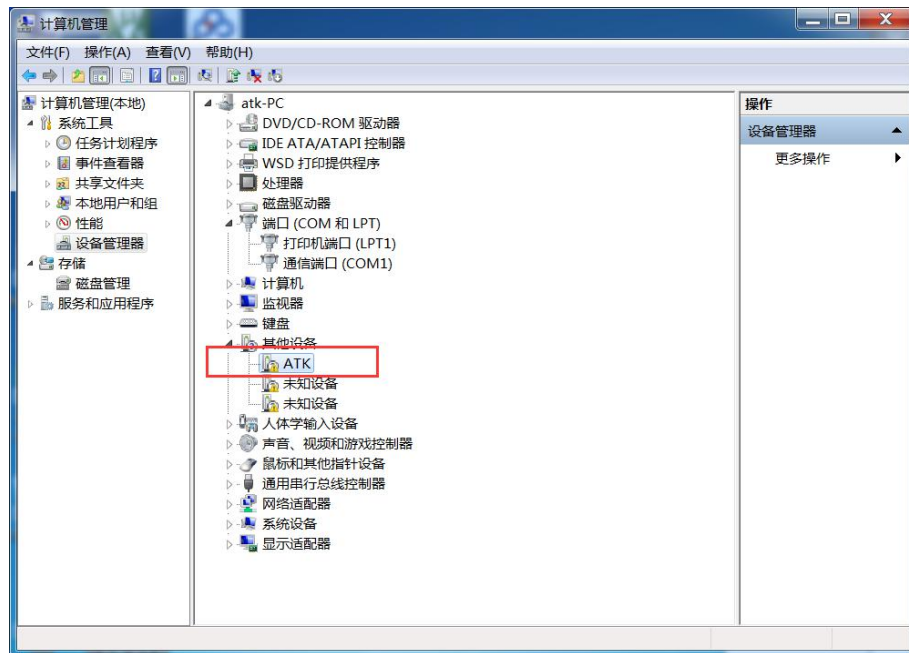 计算机管理
文件(F) 操作(A) 查看(V) 帮助(H)
计算机管理(本地)
系统工具
任务计划程序
事件查看器
共享文件夹
本地用户和组
性能
设备管理器
存储
磁盘管理
服务和应用程序
atk-PC
DVD/CD-ROM 驱动器
IDE ATA/ATAPI 控制器
WSD 打印提供程序
处理器
磁盘驱动器
端口 (COM 和 LPT)
打印机端口 (LPT1)
通信端口 (COM1)
计算机
监视器
键盘
其他设备
ATK
未知设备
未知设备
人体学输入设备
声音、视频和游戏控制器
鼠标和其他指针设备
通用串行总线控制器
网络适配器
系统设备
显示适配器
操作
设备管理器
更多操作